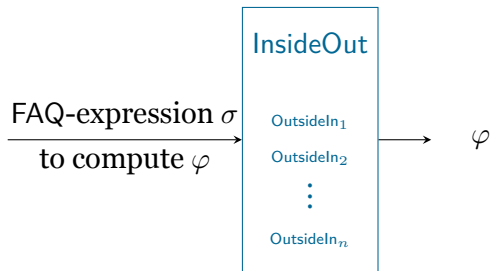 InsideOut
FAQ-expression σ
to compute φ
OutsideIn₁
OutsideIn₂
⋮
OutsideInₙ
φ